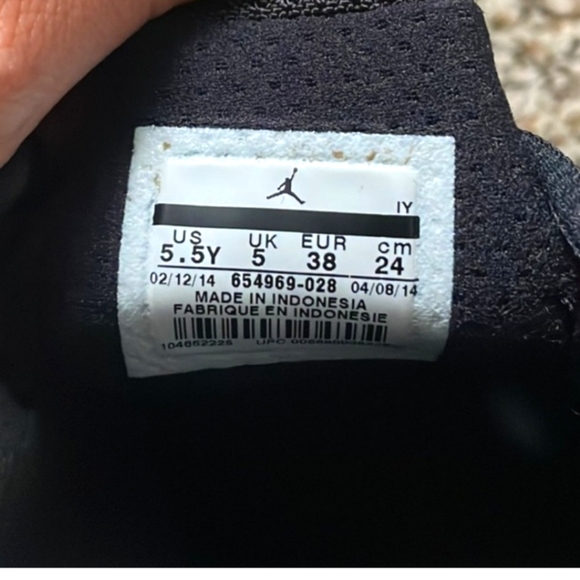 IY
US UK EUR cm
5.5Y 5 38 24
02/12/14 654969-028 04/08/14
MADE IN INDONESIA
FABRIQUE EN INDONESIE
UPC